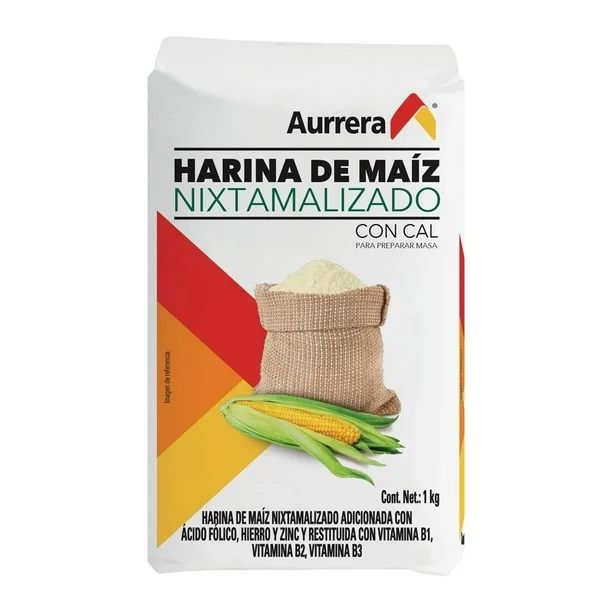 Aurrera®
HARINA DE MAÍZ
NIXTAMALIZADO
CON CAL
PARA PREPARAR MASA
Imagen de referencia
Cont. Net.: 1 kg
HARINA DE MAÍZ NIXTAMALIZADO ADICIONADA CON
ÁCIDO FÓLICO, HIERRO Y ZINC Y RESTITUIDA CON VITAMINA B1,
VITAMINA B2, VITAMINA B3